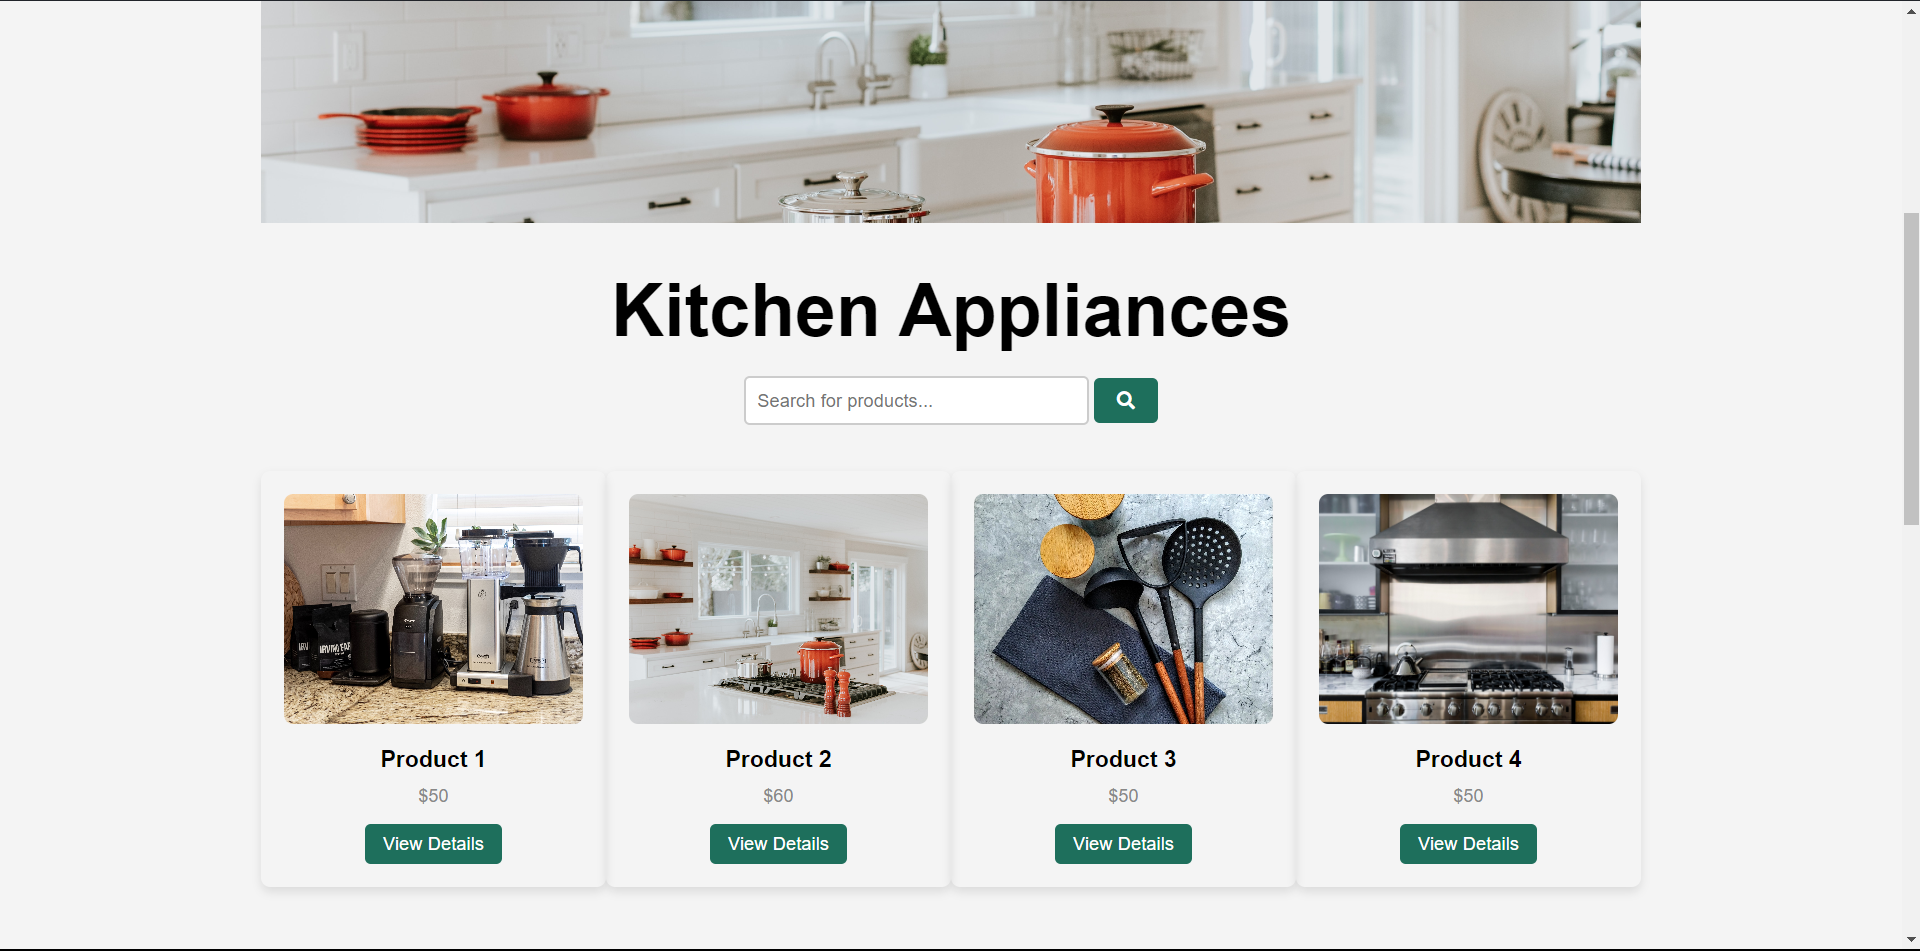 Kitchen Appliances
Search for products...
Product 1
$50
View Details
Product 2
$60
View Details
Product 3
$50
View Details
Product 4
$50
View Details